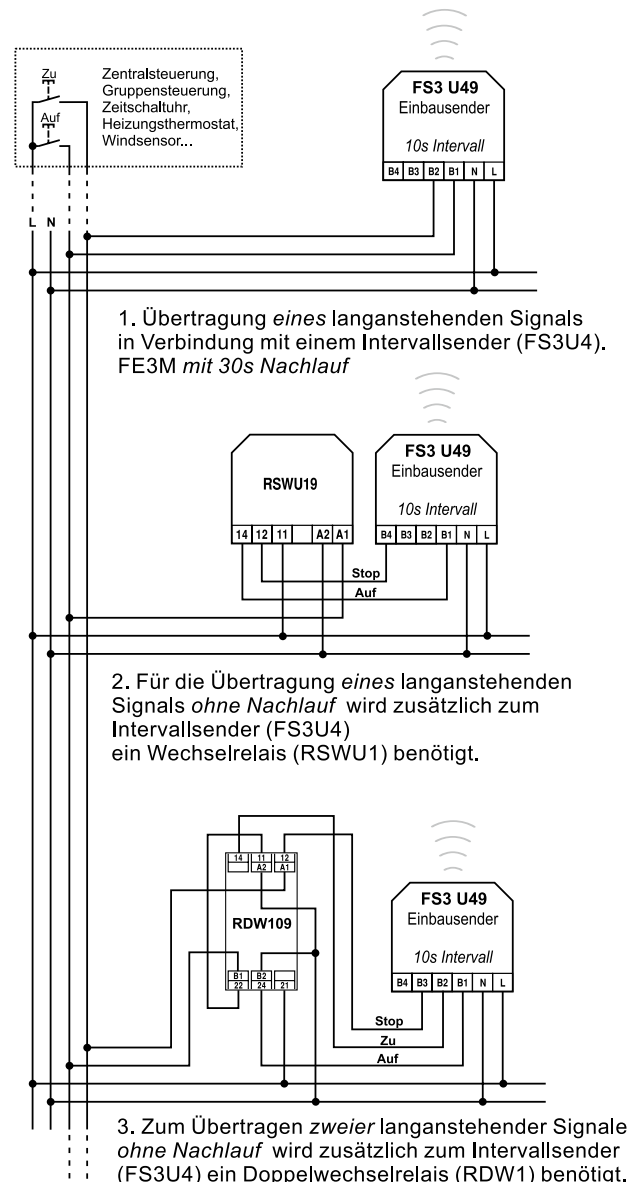 Zu
Auf
Zentralsteuerung,
Gruppensteuerung,
Zeitschaltuhr,
Heizungsthermostat,
Windsensor...
FS3 U49
Einbausender
10s Intervall
B4 B3 B2 B1 N L
L N
1. Übertragung eines langanstehenden Signals
in Verbindung mit einem Intervallsender (FS3U4).
FE3M mit 30s Nachlauf
RSWU19
14 12 11 A2 A1
FS3 U49
Einbausender
10s Intervall
B4 B3 B2 B1 N L
Stop
Auf
2. Für die Übertragung eines langanstehenden
Signals ohne Nachlauf wird zusätzlich zum
Intervallsender (FS3U4)
ein Wechselrelais (RSWU1) benötigt.
14 11 12
A2 A1
RDW109
B1 B2
22 24 21
FS3 U49
Einbausender
10s Intervall
B4 B3 B2 B1 N L
Stop
Zu
Auf
3. Zum Übertragen zweier langanstehender Signale
ohne Nachlauf wird zusätzlich zum Intervallsender
(FS3U4) ein Doppelwechselrelais (RDW1) benötigt.